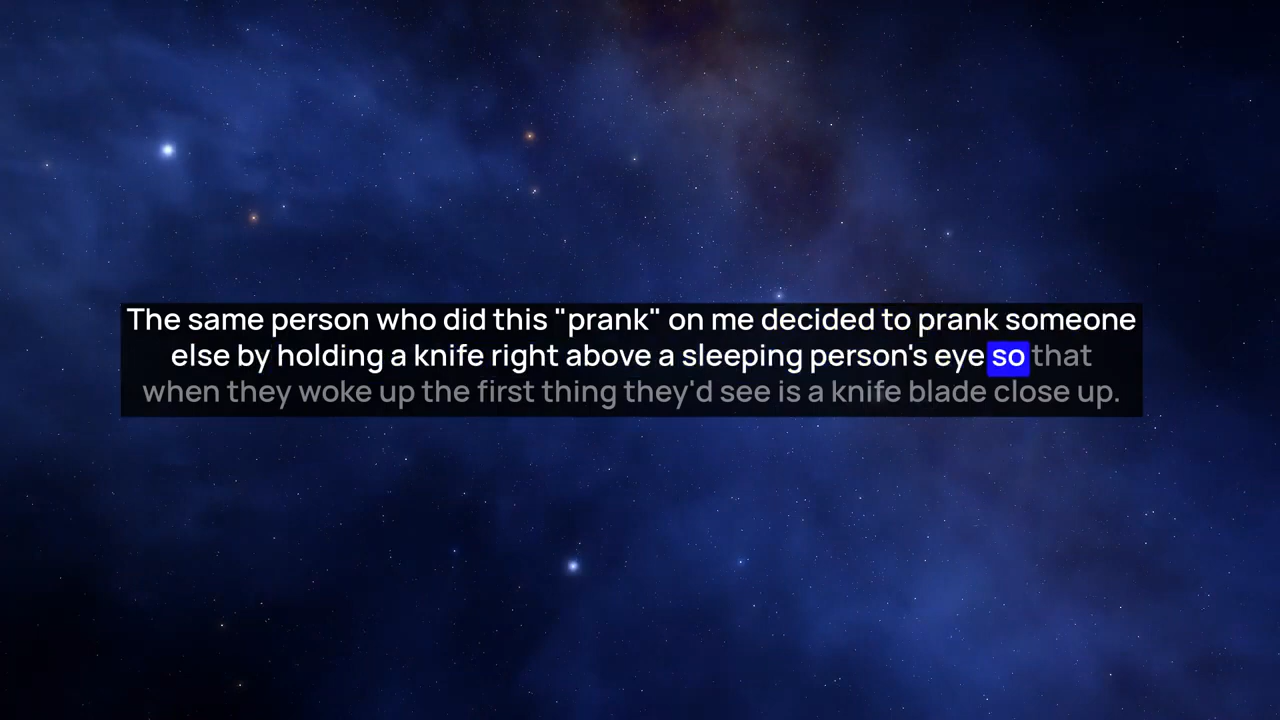 The same person who did this "prank" on me decided to prank someone
else by holding a knife right above a sleeping person's eye so that
when they woke up the first thing they'd see is a knife blade close up.